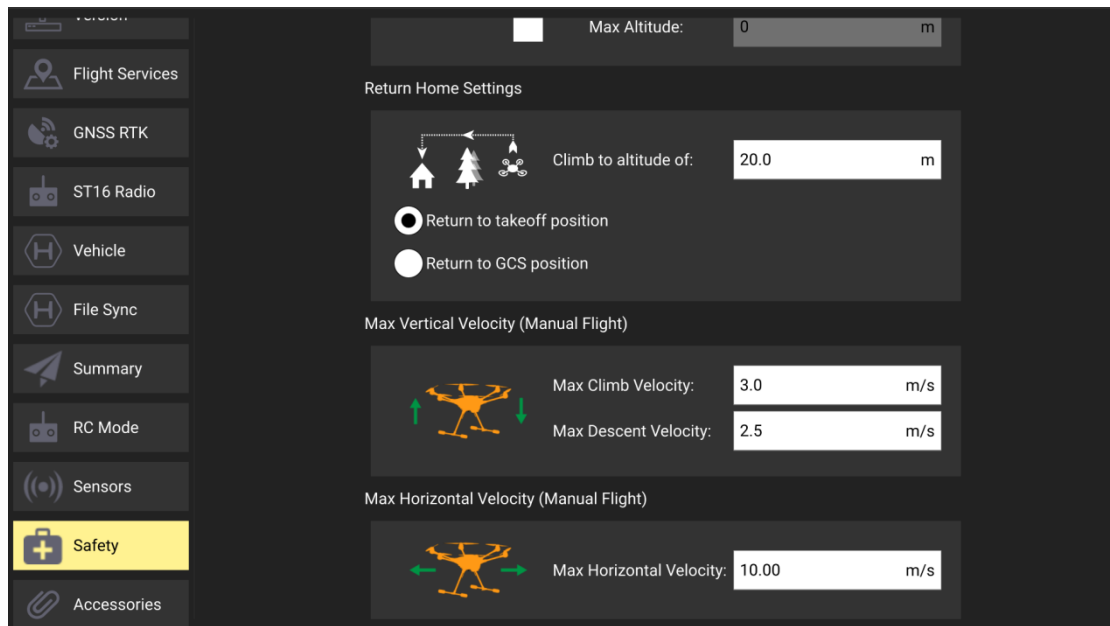 Version
Max Altitude: 0 m
Flight Services
Return Home Settings
GNSS RTK
Climb to altitude of: 20.0 m
ST16 Radio
Return to takeoff position
Vehicle
Return to GCS position
File Sync
Max Vertical Velocity (Manual Flight)
Summary
Max Climb Velocity: 3.0 m/s
RC Mode
Max Descent Velocity: 2.5 m/s
Sensors
Max Horizontal Velocity (Manual Flight)
Safety
Max Horizontal Velocity: 10.00 m/s
Accessories